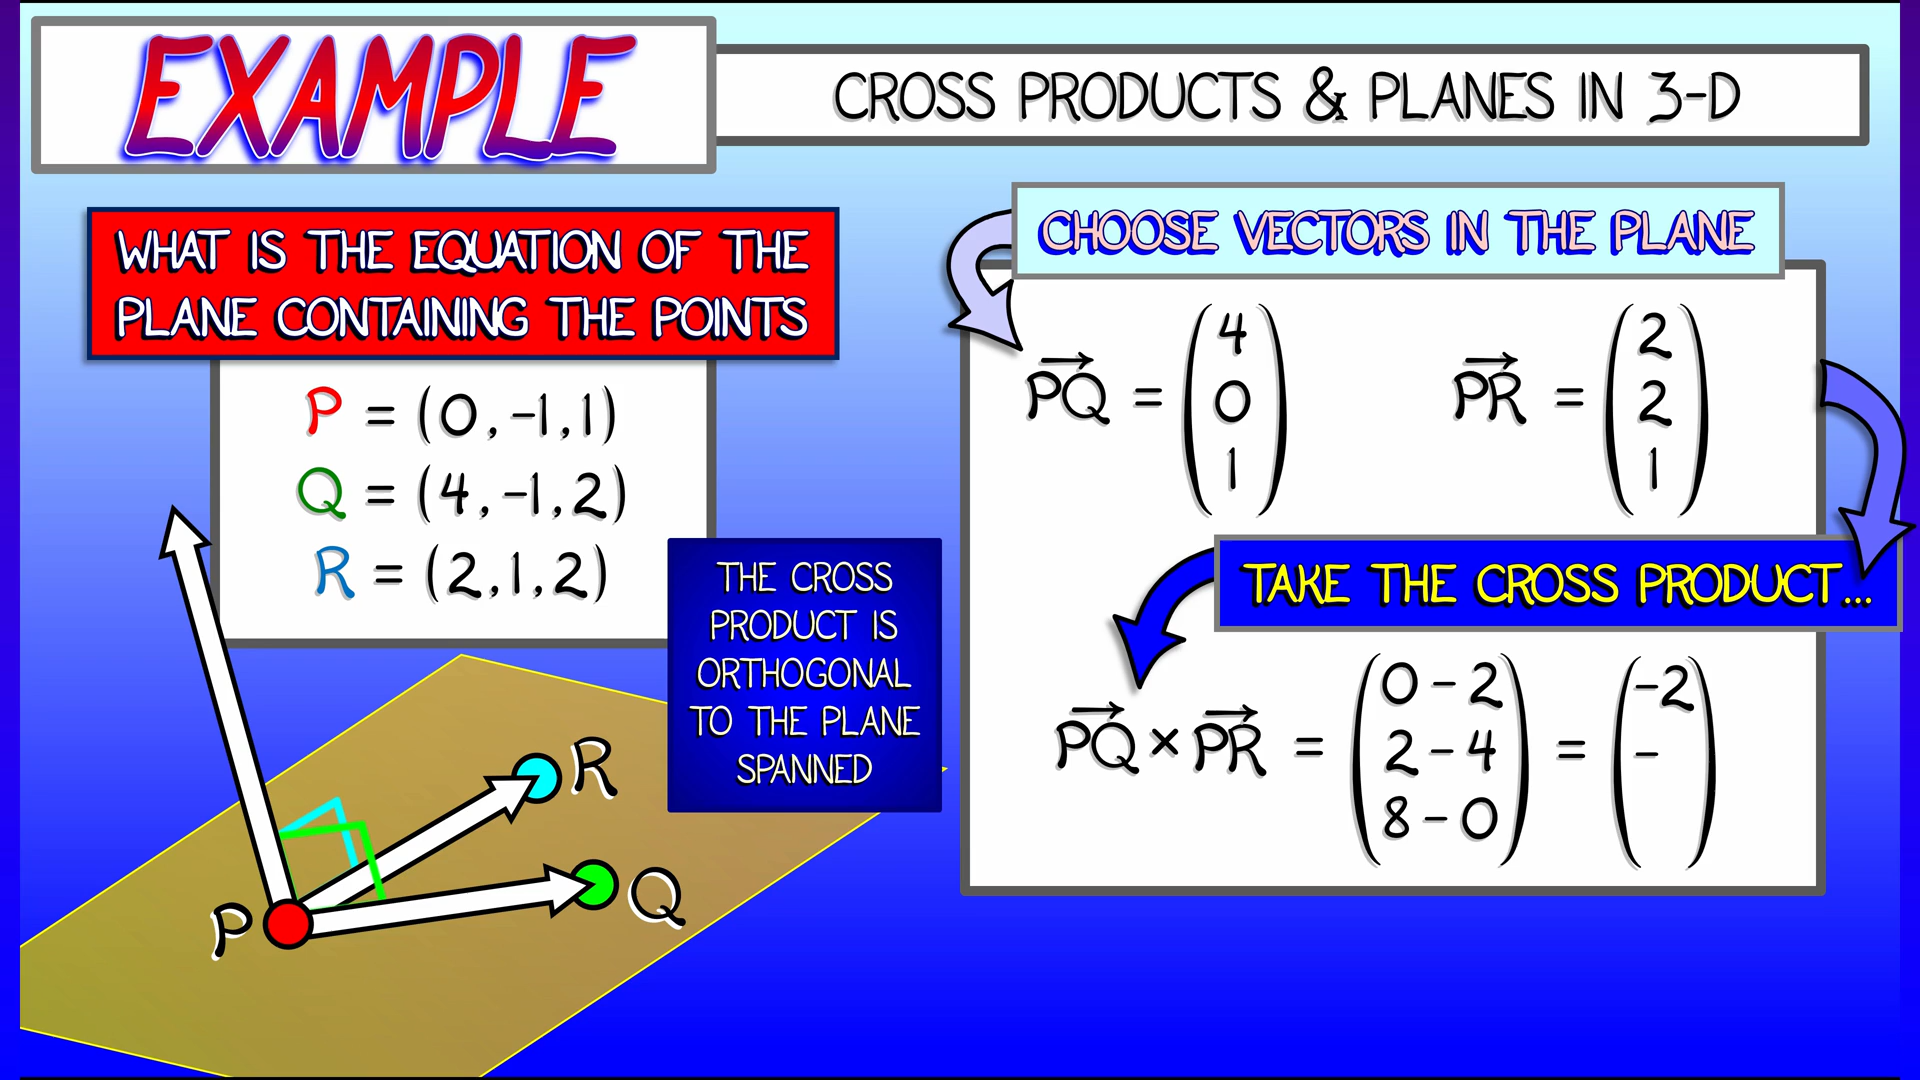 EXAMPLE
CROSS PRODUCTS & PLANES IN 3-D
WHAT IS THE EQUATION OF THE
PLANE CONTAINING THE POINTS
P = (0, -1, 1)
Q = (4, -1, 2)
R = (2, 1, 2)
THE CROSS
PRODUCT IS
ORTHOGONAL
TO THE PLANE
SPANNED
R
Q
P
CHOOSE VECTORS IN THE PLANE
PQ = (4 0 1) PR = (2 2 1)
TAKE THE CROSS PRODUCT...
PQ × PR = (0 - 2 2 - 4 8 - 0) = (-2 - )